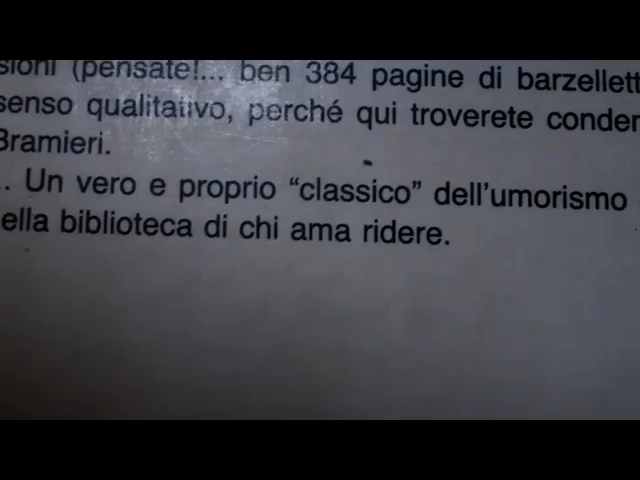 sioni (pensate!... ben 384 pagine di barzellett
senso qualitativo, perché qui troverete conden
Bramieri.
.. Un vero e proprio “classico” dell’umorismo
ella biblioteca di chi ama ridere.